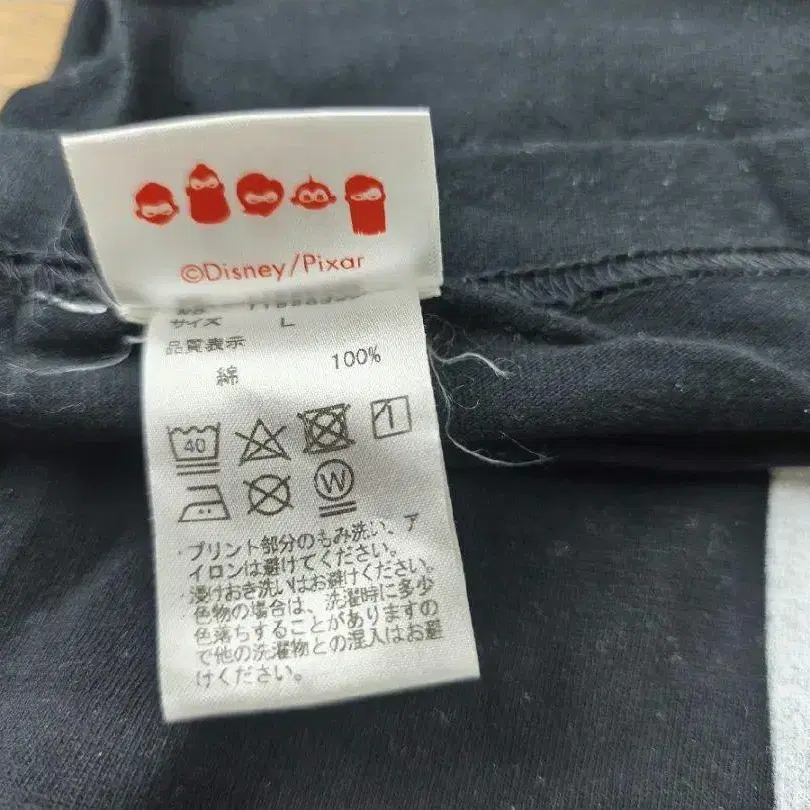 ©Disney/Pixar
サイズ L
品質表示
綿 100%
40
1
W
・プリント部分のもみ洗い、ア
イロンは避けてください。
・浸けおき洗いはお避けください。
・色物の場合は、洗濯時に多少
色落ちすることがありますの
で他の洗濯物との混入はお避
けください。